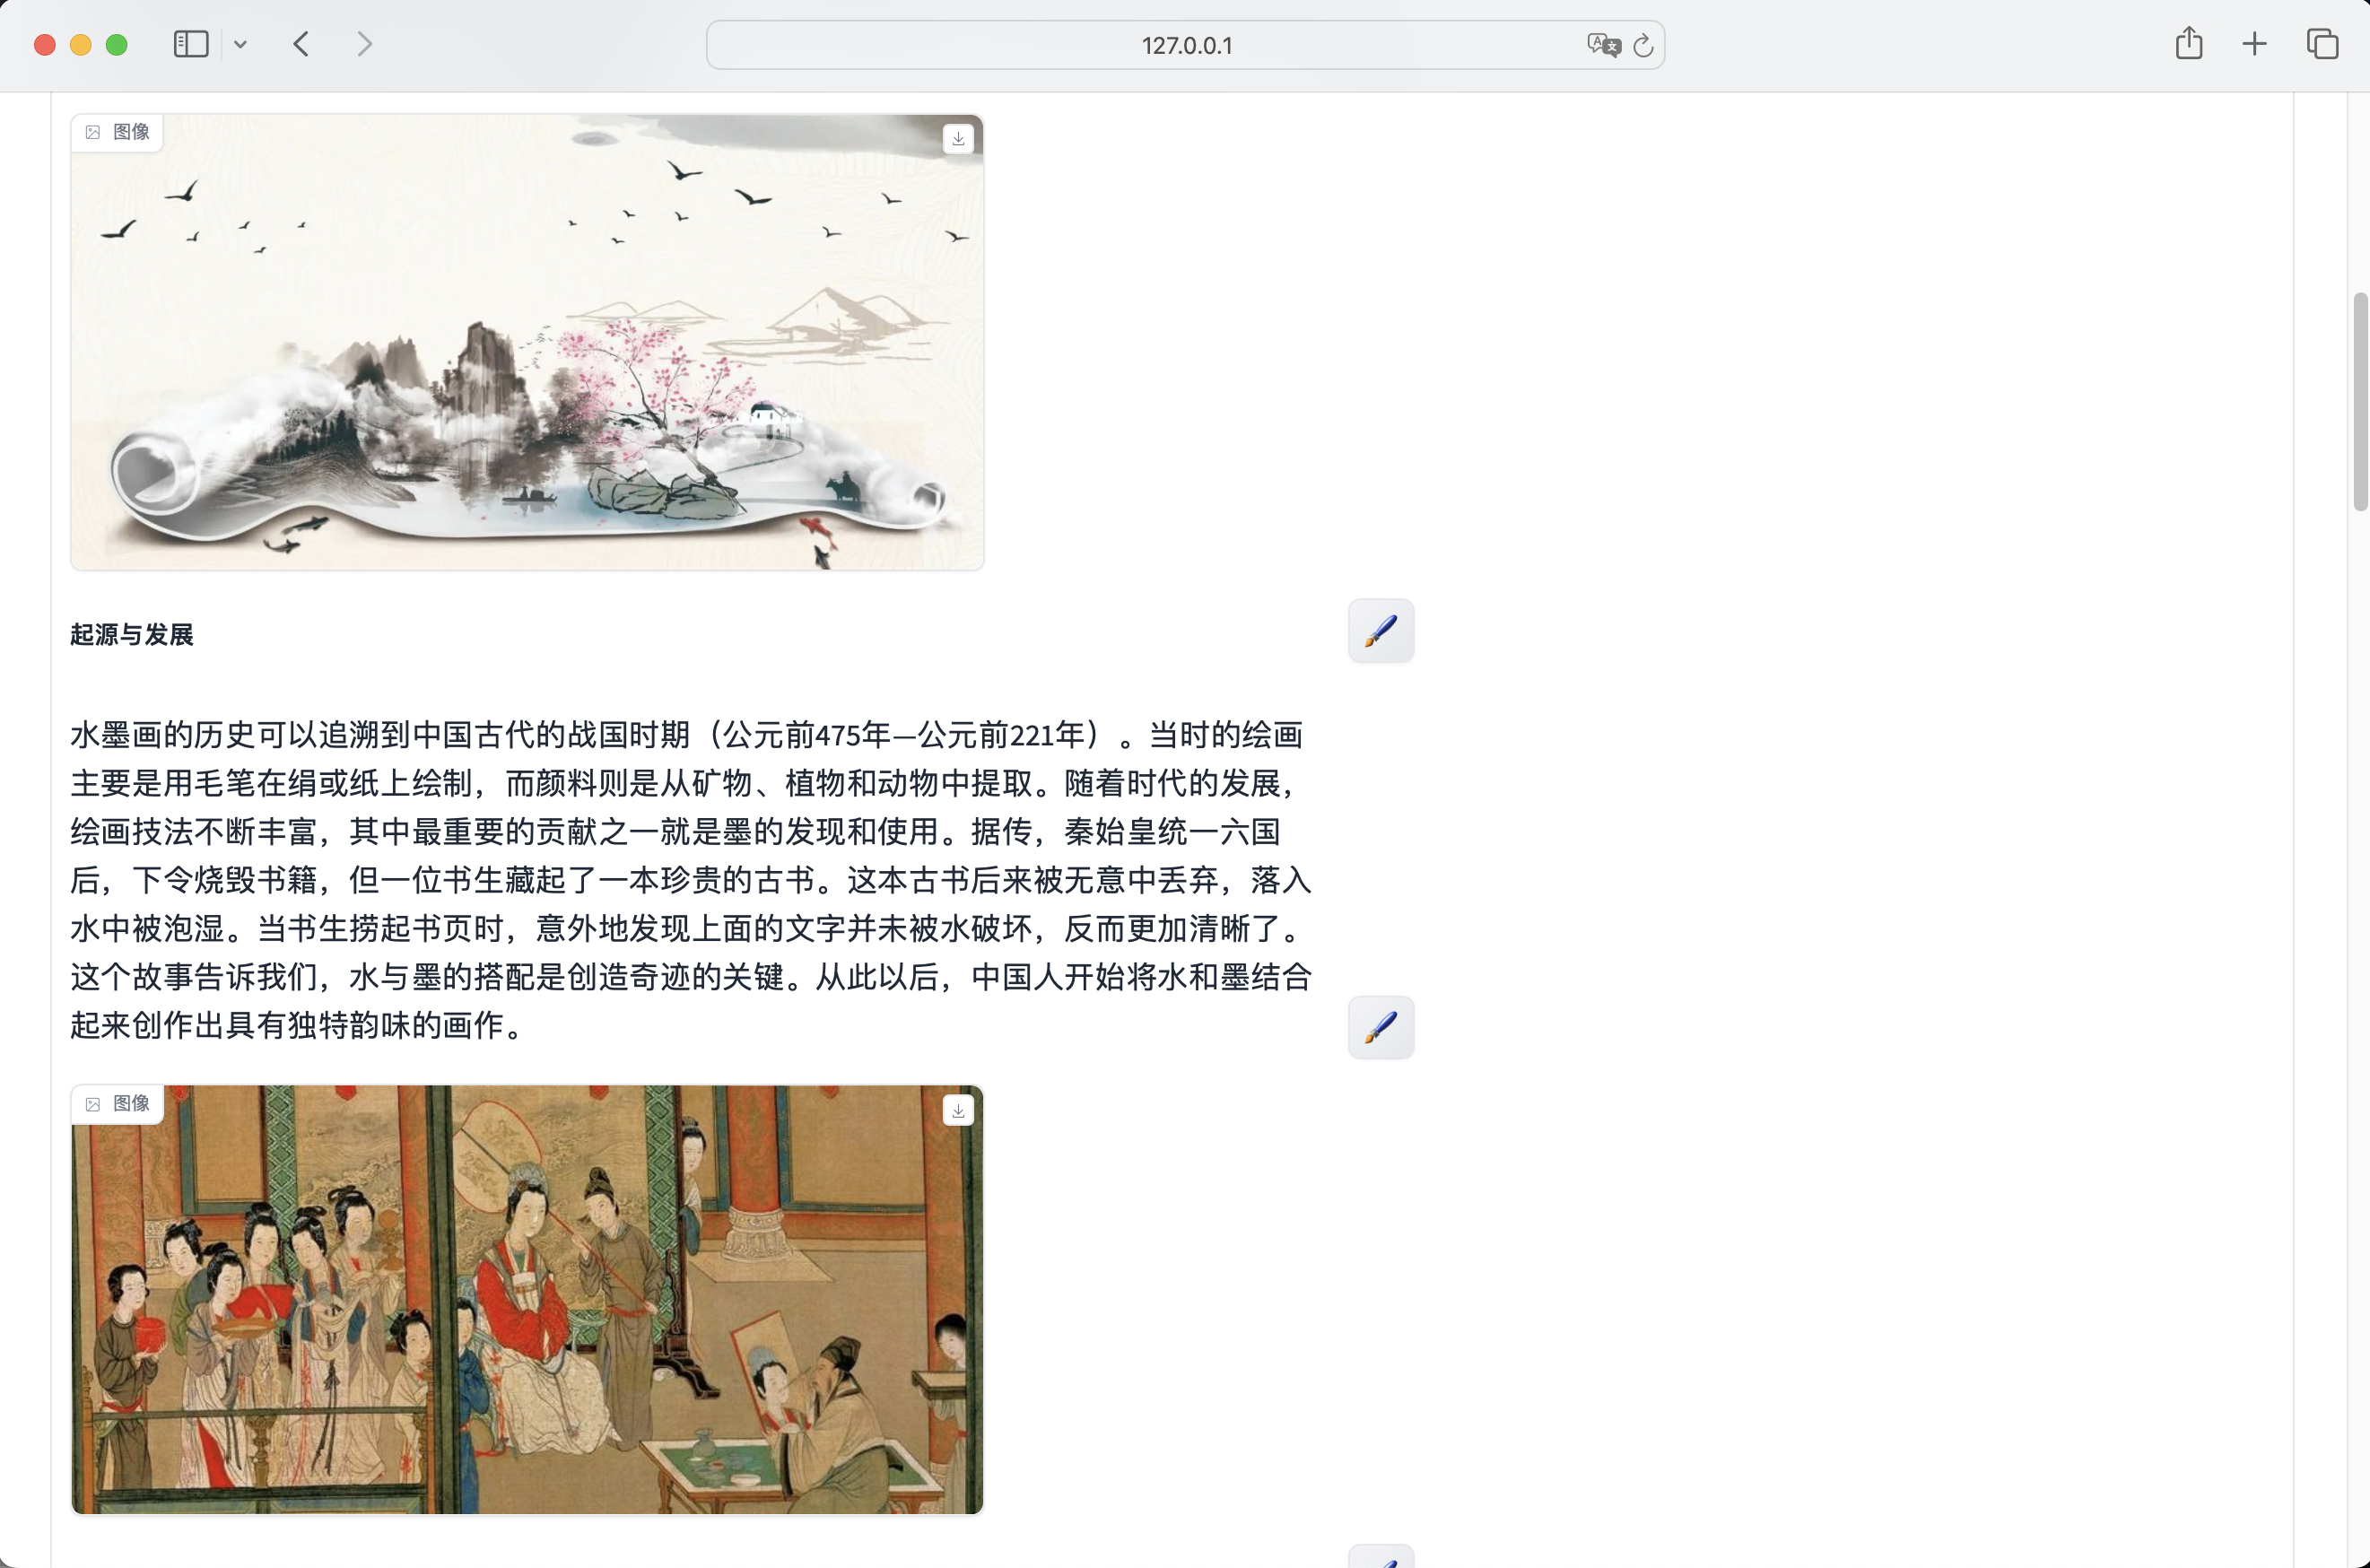 127.0.0.1
图像
起源与发展
水墨画的历史可以追溯到中国古代的战国时期（公元前475年—公元前221年）。当时的绘画
主要是用毛笔在绢或纸上绘制，而颜料则是从矿物、植物和动物中提取。随着时代的发展，
绘画技法不断丰富，其中最重要的贡献之一就是墨的发现和使用。据传，秦始皇统一六国
后，下令烧毁书籍，但一位书生藏起了一本珍贵的古书。这本古书后来被无意中丢弃，落入
水中被泡湿。当书生捞起书页时，意外地发现上面的文字并未被水破坏，反而更加清晰了。
这个故事告诉我们，水与墨的搭配是创造奇迹的关键。从此以后，中国人开始将水和墨结合
起来创作出具有独特韵味的画作。
图像